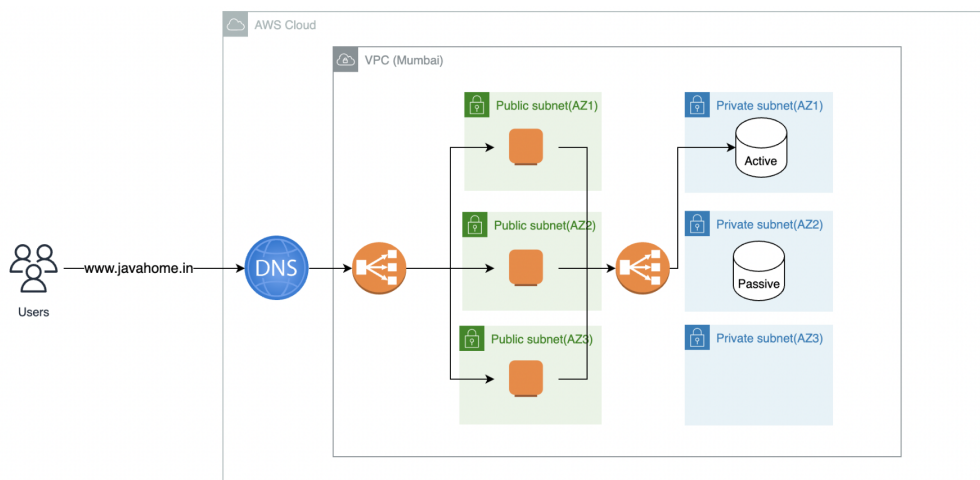 AWS Cloud
VPC (Mumbai)
Public subnet(AZ1)
Private subnet(AZ1)
Active
Public subnet(AZ2)
Private subnet(AZ2)
www.javahome.in
DNS
Passive
Users
Public subnet(AZ3)
Private subnet(AZ3)